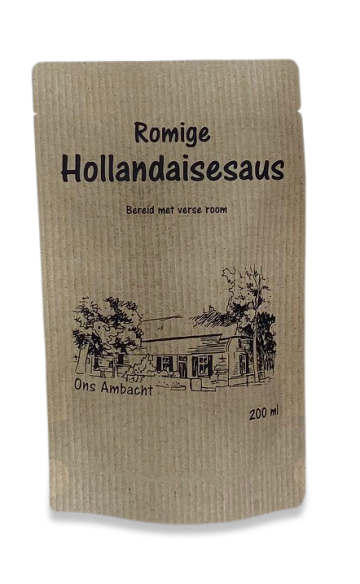 Romige
Hollandaisesaus
Bereid met verse room
Ons Ambacht
200 ml